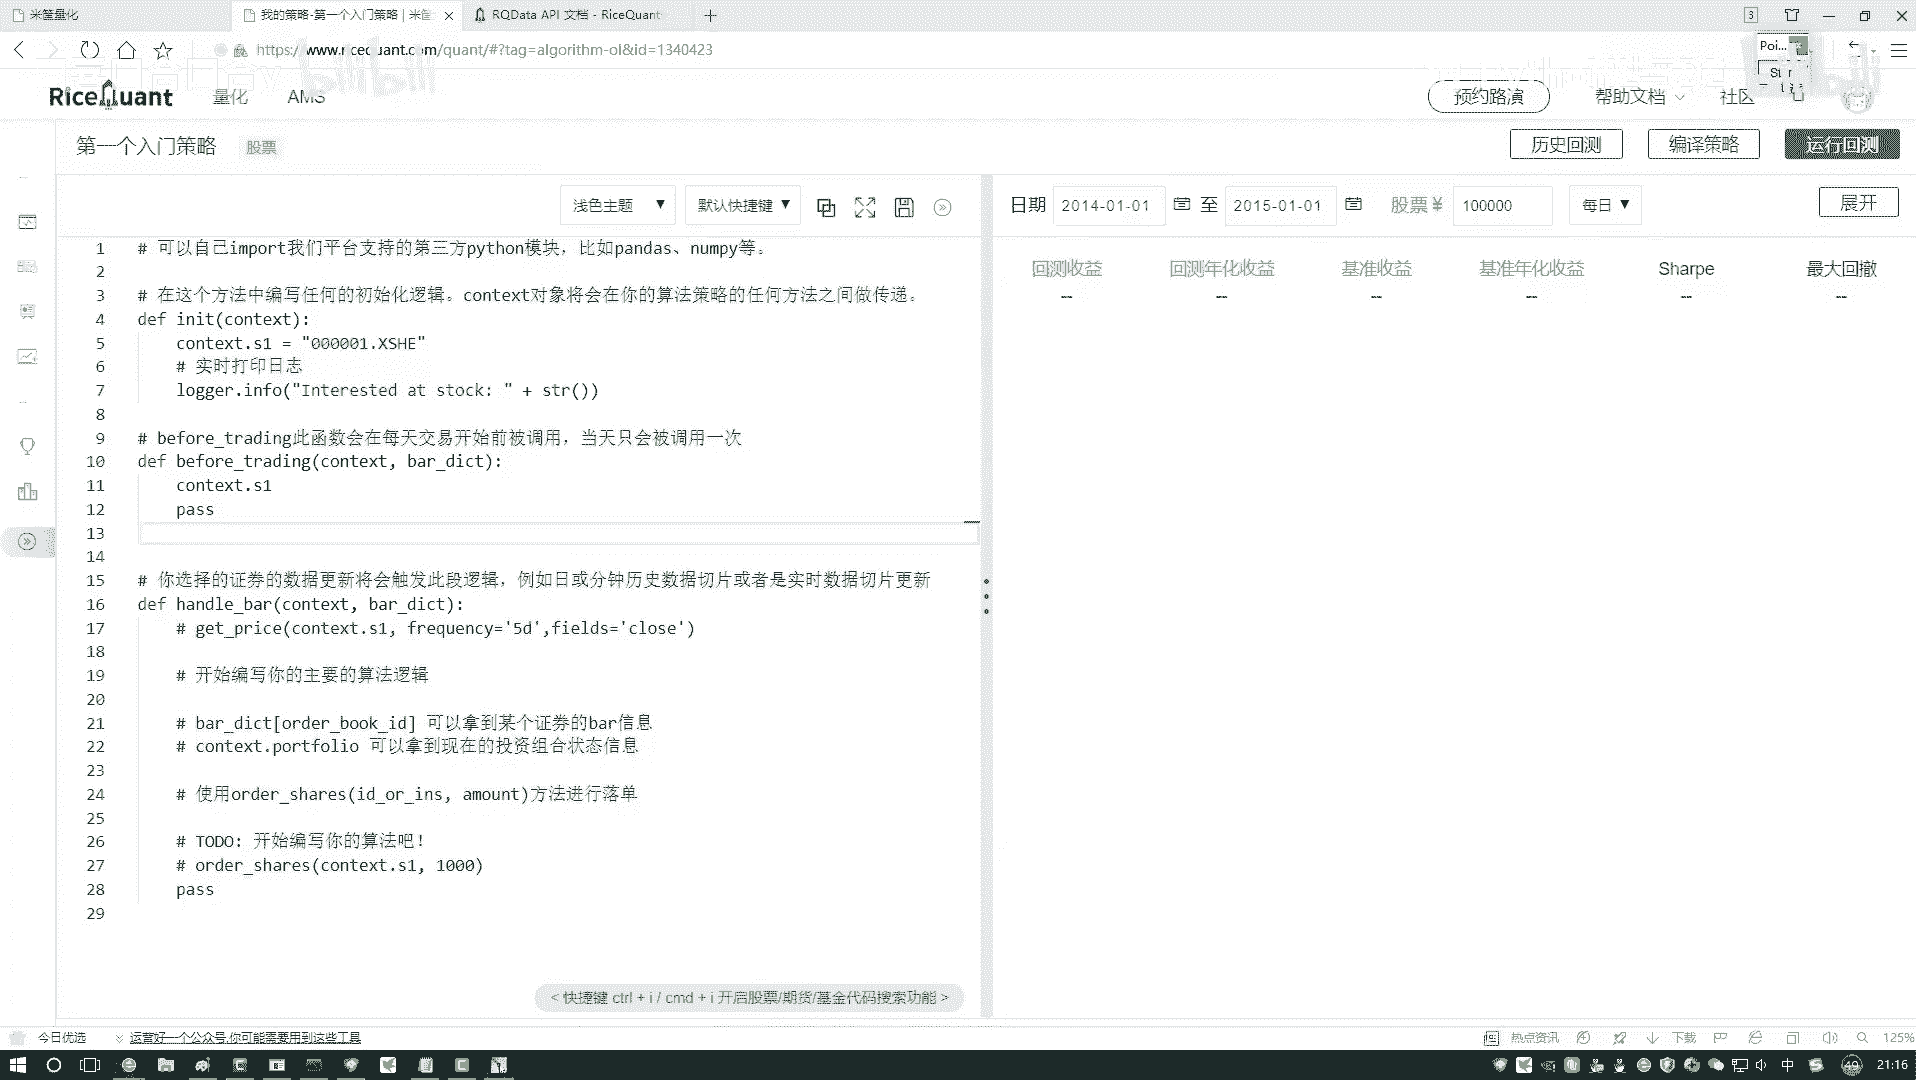 米筐量化
我的策略-第一个入门策略 | 米筐
RQData API 文档 - RiceQuant
3
https://www.ricequant.com/quant/#?tag=algorithm-ol&id=1340423
Poi...
RiceQuant
量化
AMS
预约路演
帮助文档
社区
第一个入门策略
股票
历史回测
编译策略
运行回测
浅色主题
默认快捷键
日期
2014-01-01
至
2015-01-01
股票 ¥
100000
每日
展开
回测收益
回测年化收益
基准收益
基准年化收益
Sharpe
最大回撤
--
--
--
--
--
--
1 # 可以自己import我们平台支持的第三方python模块，比如pandas、numpy等。
2
3 # 在这个方法中编写任何的初始化逻辑。context对象将会在你的算法策略的任何方法之间做传递。
4 def init(context):
5 context.s1 = "000001.XSHE"
6 # 实时打印日志
7 logger.info("Interested at stock: " + str())
8
9 # before_trading此函数会在每天交易开始前被调用，当天只会被调用一次
10 def before_trading(context, bar_dict):
11 context.s1
12 pass
13
14
15 # 你选择的证券的数据更新将会触发此段逻辑，例如日或分钟历史数据切片或者是实时数据切片更新
16 def handle_bar(context, bar_dict):
17 # get_price(context.s1, frequency='5d',fields='close')
18
19 # 开始编写你的主要的算法逻辑
20
21 # bar_dict[order_book_id] 可以拿到某个证券的bar信息
22 # context.portfolio 可以拿到现在的投资组合状态信息
23
24 # 使用order_shares(id_or_ins, amount)方法进行落单
25
26 # TODO: 开始编写你的算法吧！
27 # order_shares(context.s1, 1000)
28 pass
29
< 快捷键 ctrl + i / cmd + i 开启股票/期货/基金代码搜索功能 >
今日优选
运营好一个公众号,你可能需要用到这些工具
热点资讯
下载
125%
中
49
21:16